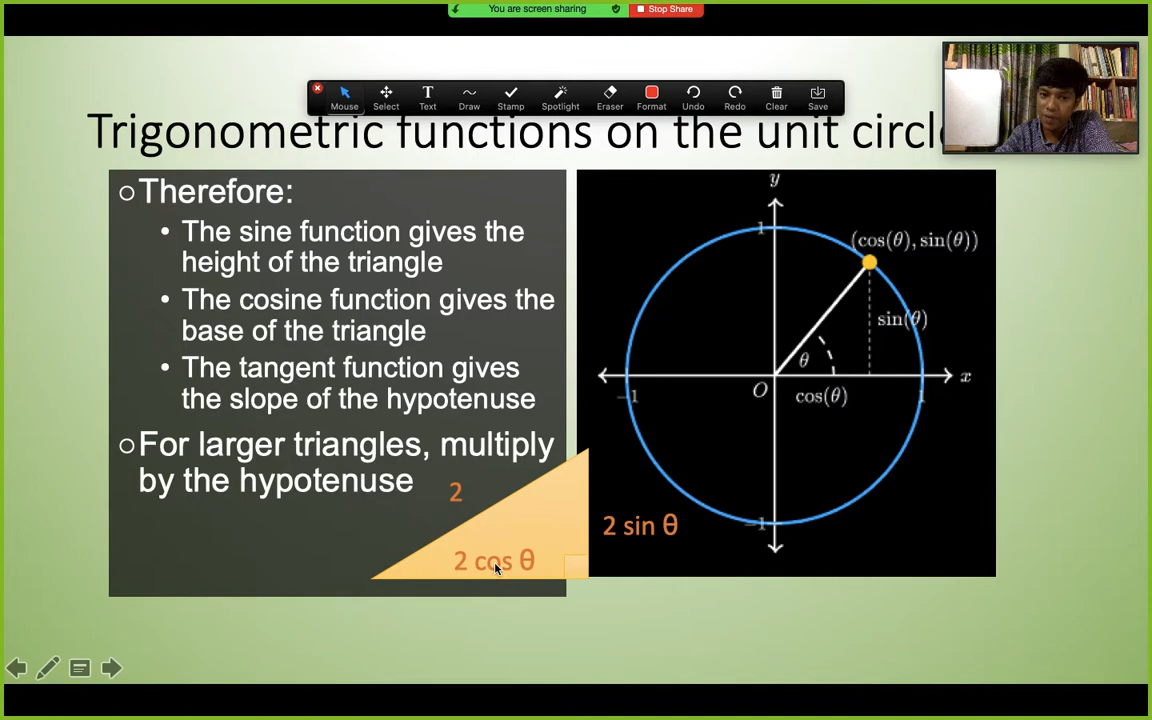 You are screen sharing
Stop Share
Mouse
Select
Text
Draw
Stamp
Spotlight
Eraser
Format
Undo
Redo
Clear
Save
Trigonometric functions on the unit circle
○Therefore:
• The sine function gives the
height of the triangle
• The cosine function gives the
base of the triangle
• The tangent function gives
the slope of the hypotenuse
○For larger triangles, multiply
by the hypotenuse
2
2 cos θ
2 sin θ
y
1
(cos(θ), sin(θ))
sin(θ)
θ
x
O
cos(θ)
−1
1
−1